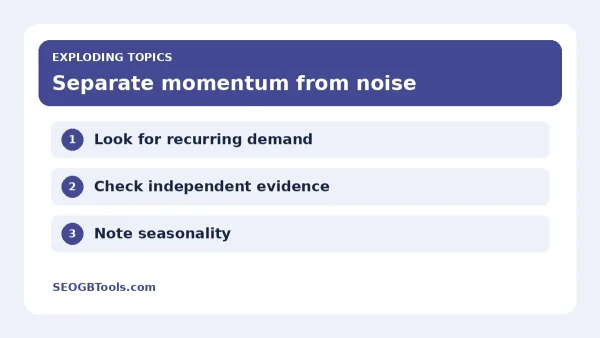 EXPLODING TOPICS
Separate momentum from noise
1 Look for recurring demand
2 Check independent evidence
3 Note seasonality
SEOGBTools.com